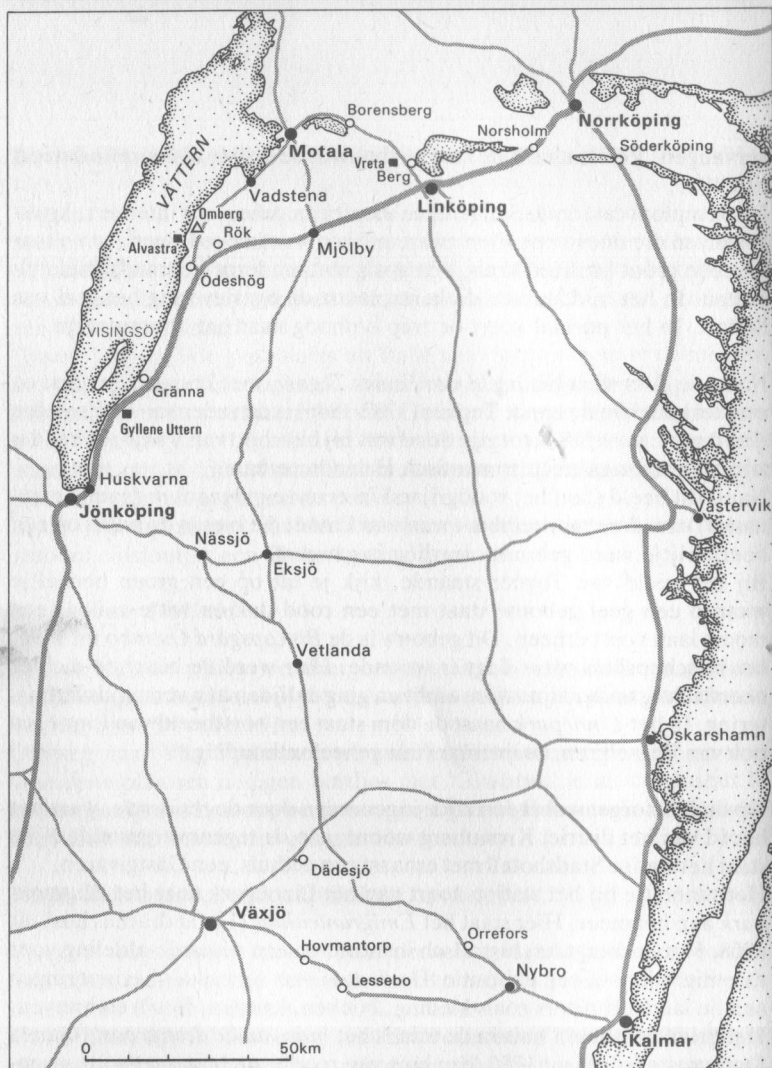 Borensberg
Norrköping
Motala
Norsholm
Söderköping
VÄTTERN
Vreta
Berg
Vadstena
Linköping
Omberg
Rök
Alvastra
Mjölby
Ödeshög
VISINGSÖ
Gränna
Gyllene Uttern
Huskvarna
Jönköping
Västervik
Nässjö
Eksjö
Vetlanda
Oskarshamn
Dädesjö
Växjö
Orrefors
Hovmantorp
Nybro
Lessebo
Kalmar
0 50km